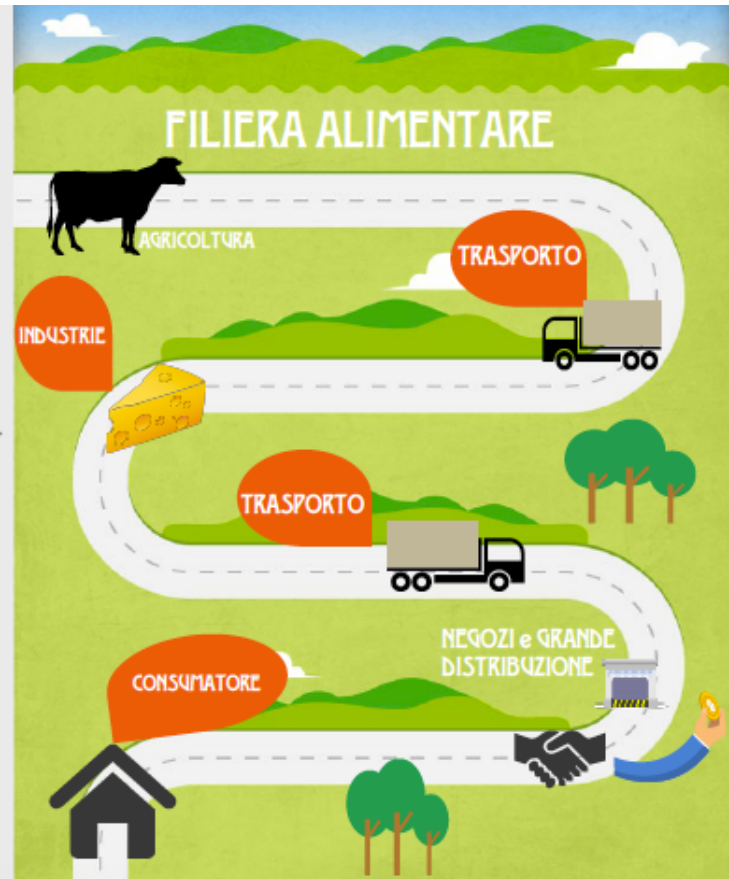 FILIERA ALIMENTARE
AGRICOLTURA
TRASPORTO
INDUSTRIE
TRASPORTO
NEGOZI e GRANDE
DISTRIBUZIONE
CONSUMATORE